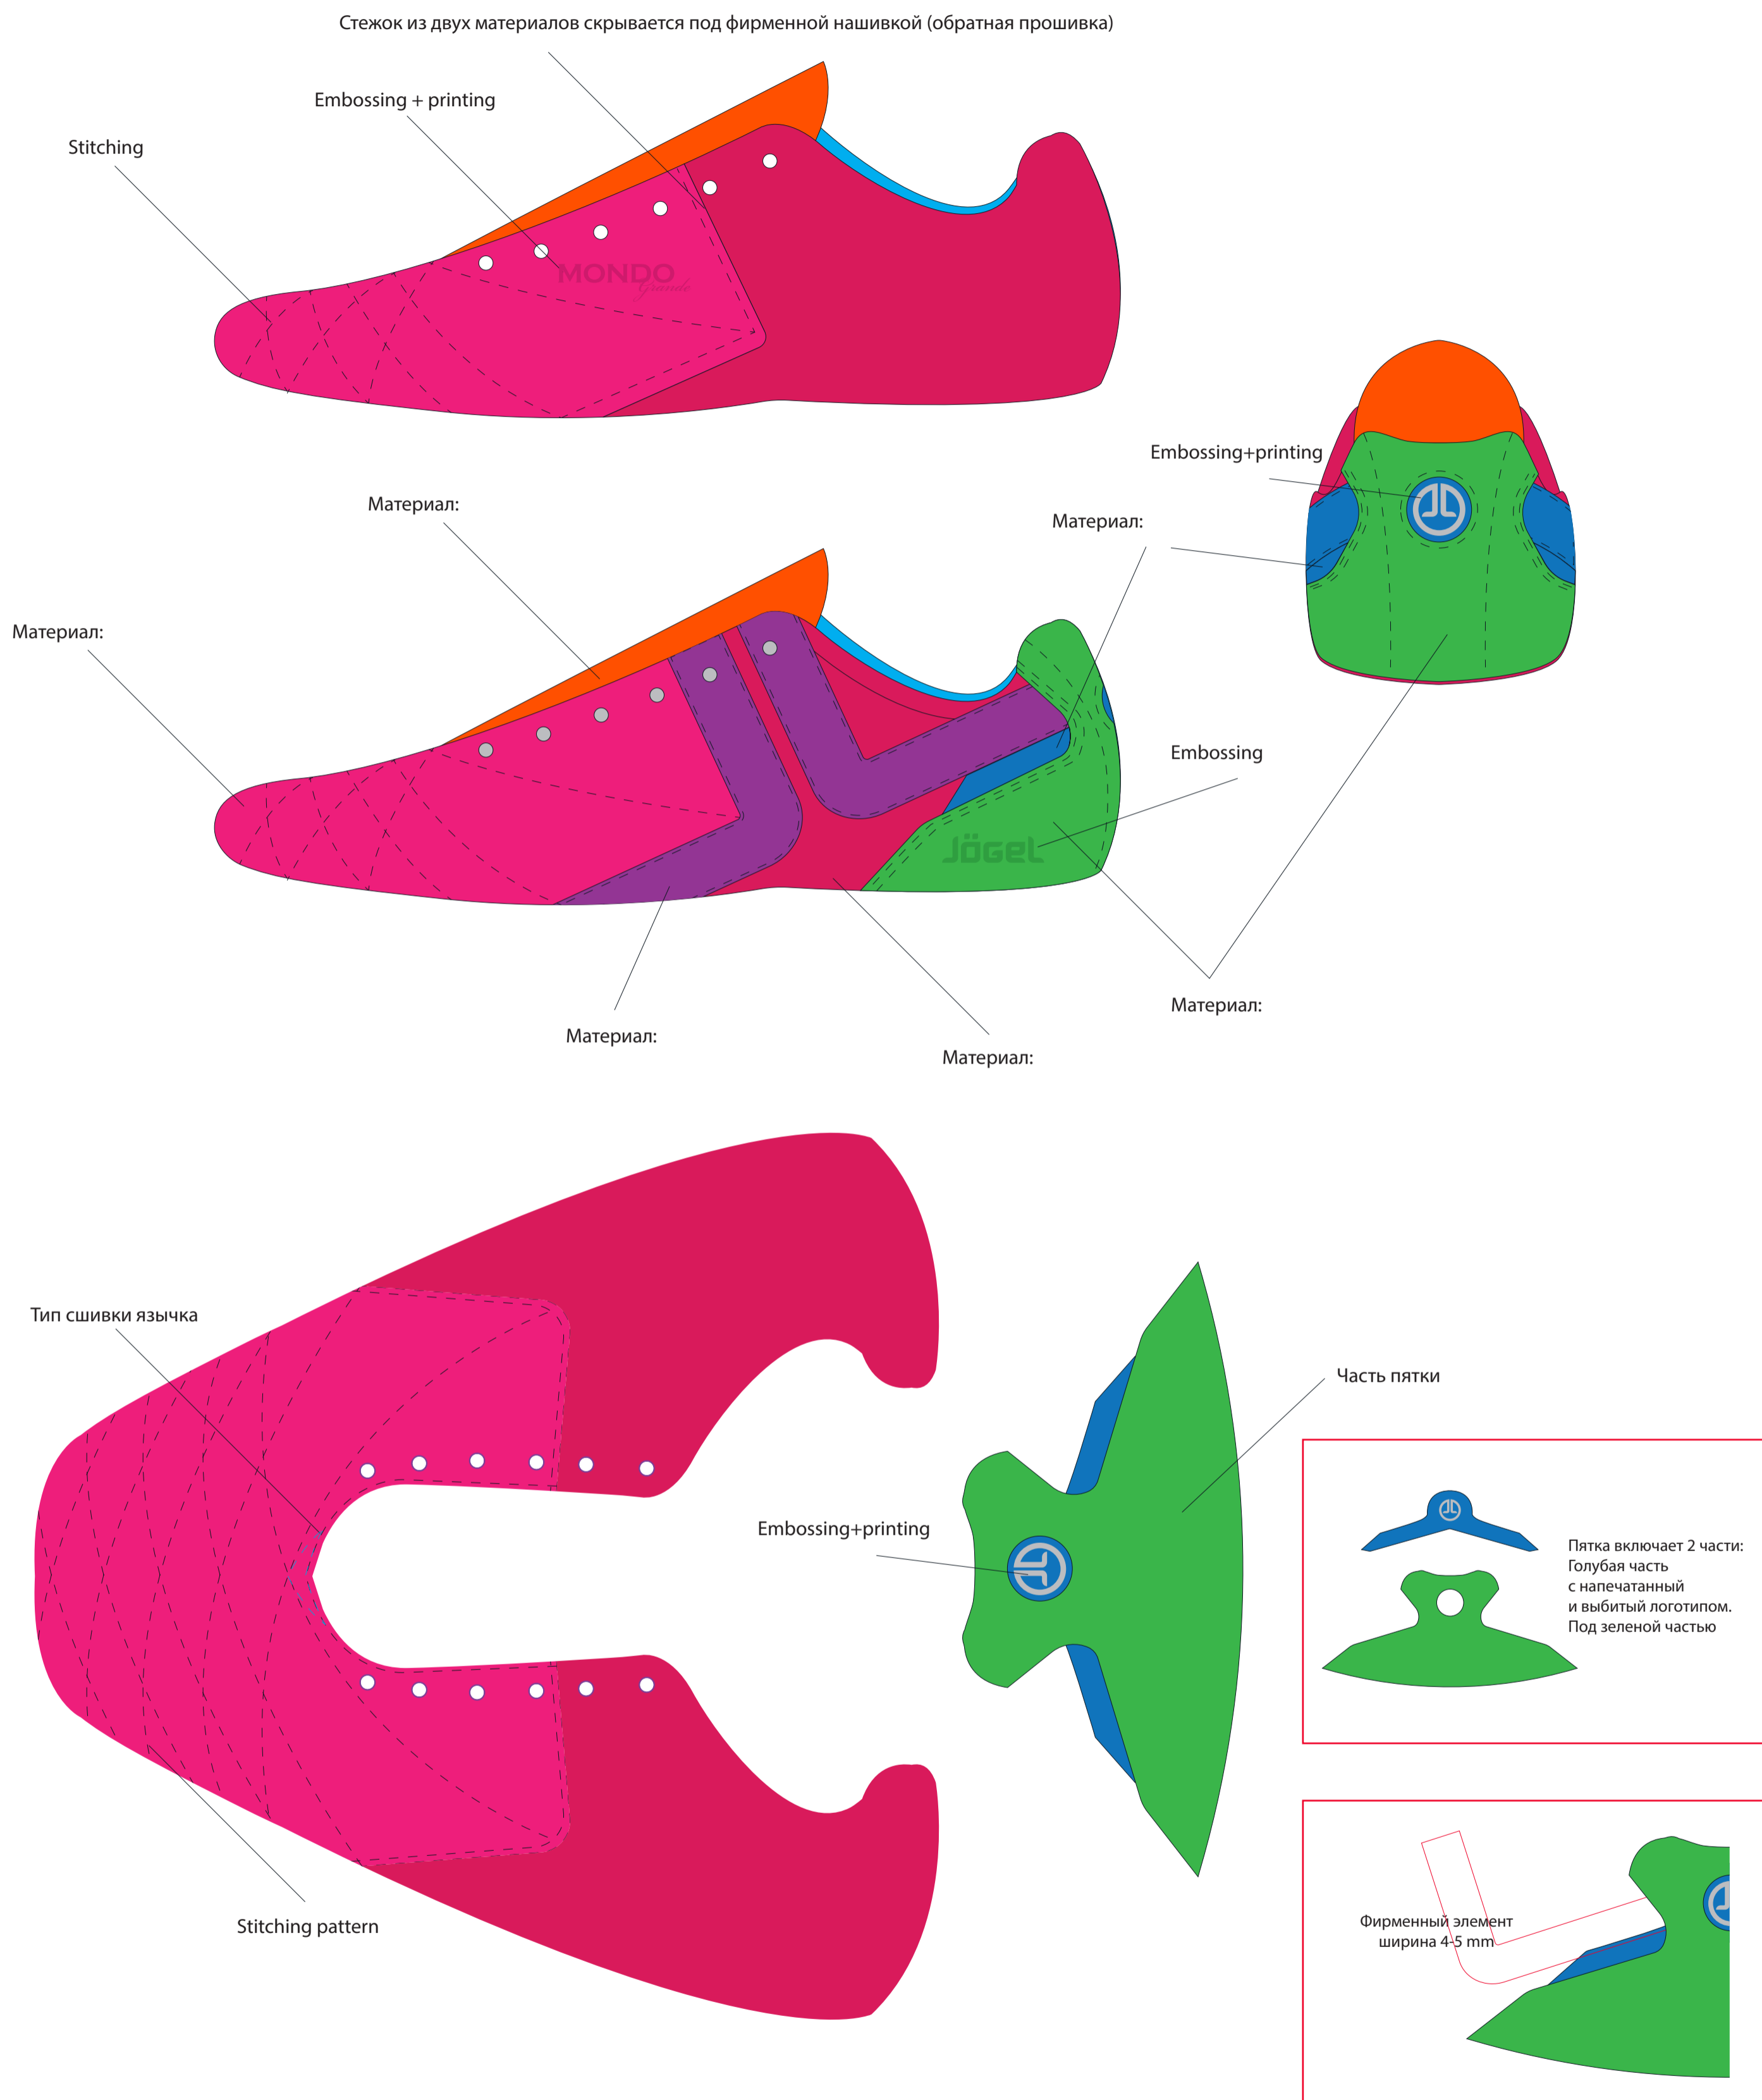 Стежок из двух материалов скрывается под фирменной нашивкой (обратная прошивка)
Embossing + printing
Stitching
MONDO
Grande
Embossing+printing
Материал:
Материал:
Материал:
Embossing
JÖGEL
Материал:
Материал:
Материал:
Тип сшивки язычка
Часть пятки
Embossing+printing
Пятка включает 2 части:
Голубая часть
с напечатанный
и выбитый логотипом.
Под зеленой частью
Stitching pattern
Фирменный элемент
ширина 4-5 mm